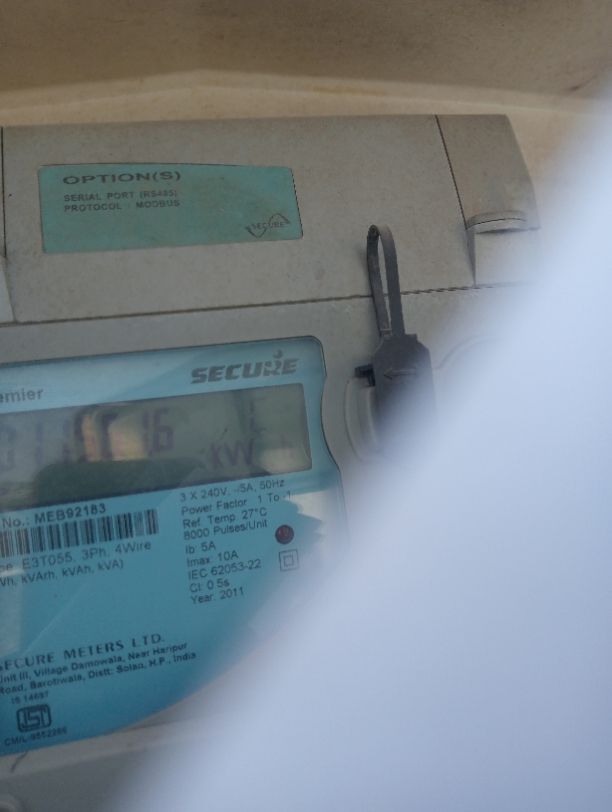 OPTION(S)
SERIAL PORT (RS485)
PROTOCOL : MODBUS
SECURE
SECURE
emier
kW
No.: MEB92183
3 X 240V, -/5A, 50Hz
Power Factor 1 To -1
Ref. Temp. 27°C
8000 Pulses/Unit
Ib: 5A
Imax: 10A
IEC 62053-22
Cl: 0.5s
Year: 2011
pe. E3T055, 3Ph, 4Wire
Wh, kVArh, kVAh, kVA)
SECURE METERS LTD.
Unit III, Village Damowala, Near Haripur
Road, Barotiwala, Distt: Solan, H.P., India
IS 14697
ISI